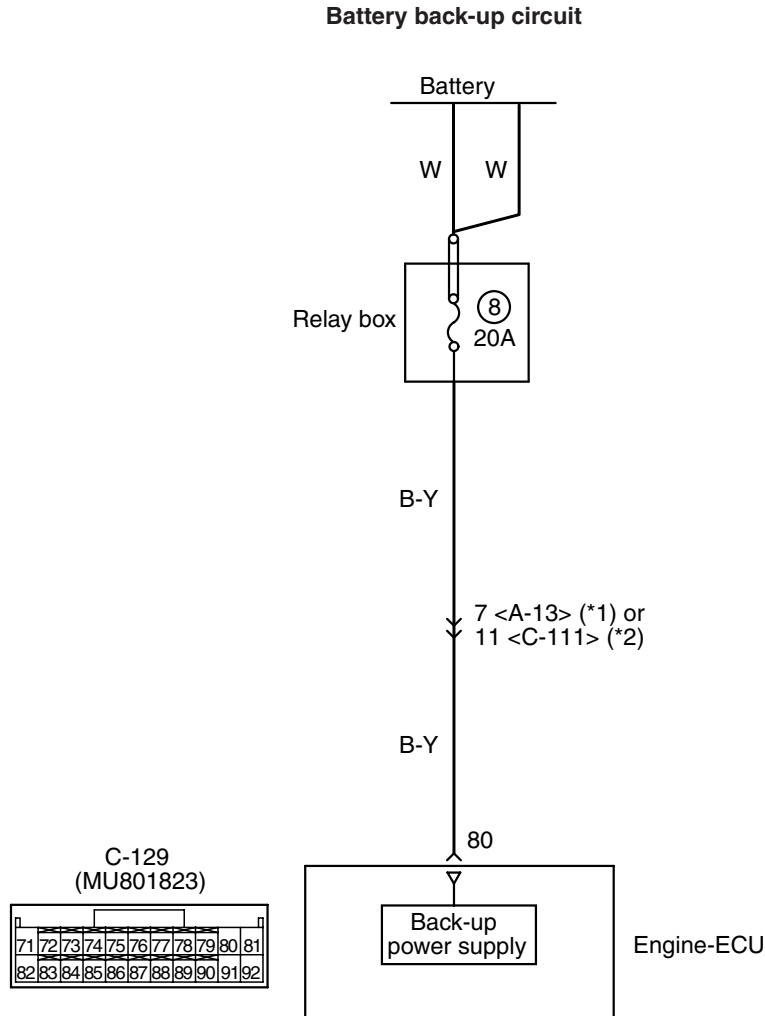 Battery back-up circuit
Battery
W W
Relay box
8
20A
B-Y
7 <A-13> (*1) or
11 <C-111> (*2)
B-Y
80
C-129
(MU801823)
71 72 73 74 75 76 77 78 79 80 81
82 83 84 85 86 87 88 89 90 91 92
Back-up
power supply
Engine-ECU